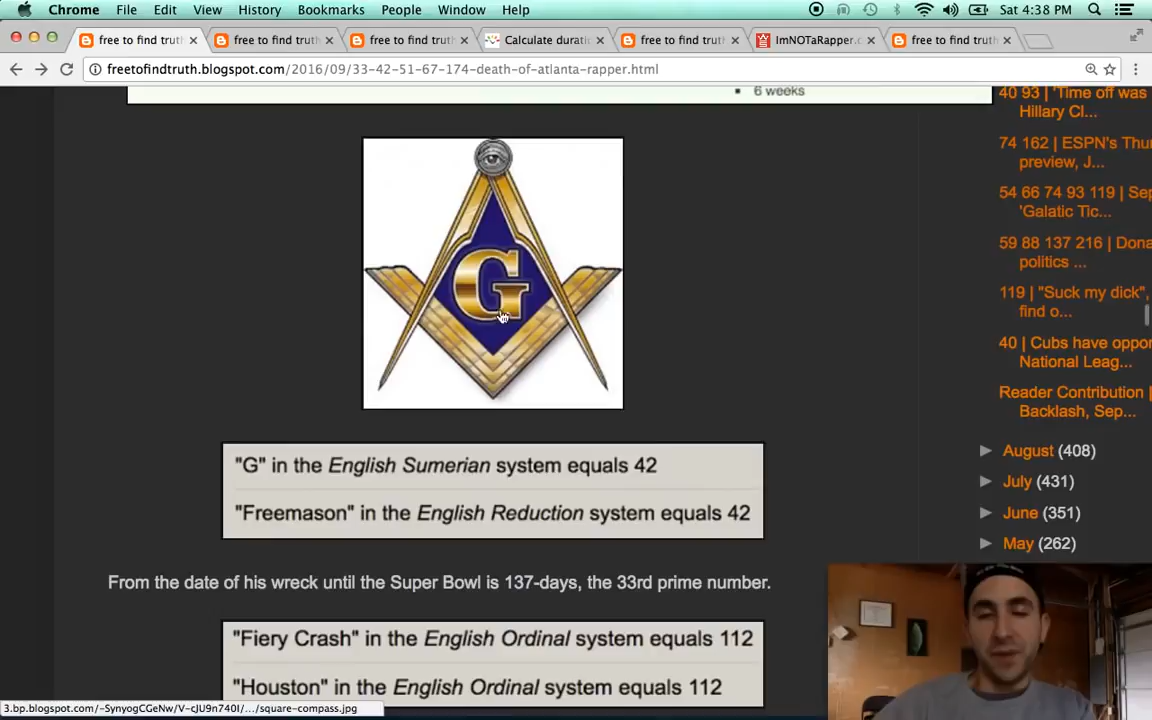 Chrome File Edit View History Bookmarks People Window Help Sat 4:38 PM
free to find truth free to find truth free to find truth Calculate durati free to find truth ImNOTaRapper.c free to find truth
freetofindtruth.blogspot.com/2016/09/33-42-51-67-174-death-of-atlanta-rapper.html
6 weeks
G
"G" in the English Sumerian system equals 42
"Freemason" in the English Reduction system equals 42
From the date of his wreck until the Super Bowl is 137-days, the 33rd prime number.
"Fiery Crash" in the English Ordinal system equals 112
"Houston" in the English Ordinal system equals 112
40 93 | 'Time off was
Hillary Cl...
74 162 | ESPN's Thu
preview, J...
54 66 74 93 119 | Sep
'Galatic Tic...
59 88 137 216 | Dona
politics ...
119 | "Suck my dick",
find o...
40 | Cubs have oppor
National Leag...
Reader Contribution |
Backlash, Sep...
► August (408)
► July (431)
► June (351)
► May (262)
3.bp.blogspot.com/-SynyogCGeNw/V-cJU9n740I/.../square-compass.jpg